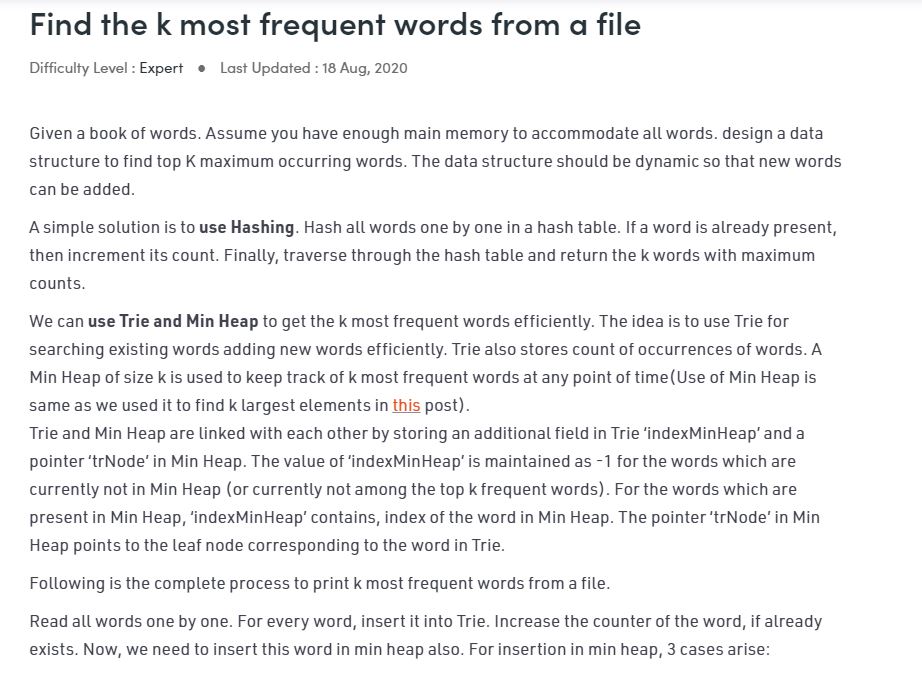 Find the k most frequent words from a file
Difficulty Level : Expert ● Last Updated : 18 Aug, 2020
Given a book of words. Assume you have enough main memory to accommodate all words. design a data
structure to find top K maximum occurring words. The data structure should be dynamic so that new words
can be added.
A simple solution is to use Hashing. Hash all words one by one in a hash table. If a word is already present,
then increment its count. Finally, traverse through the hash table and return the k words with maximum
counts.
We can use Trie and Min Heap to get the k most frequent words efficiently. The idea is to use Trie for
searching existing words adding new words efficiently. Trie also stores count of occurrences of words. A
Min Heap of size k is used to keep track of k most frequent words at any point of time(Use of Min Heap is
same as we used it to find k largest elements in this post).
Trie and Min Heap are linked with each other by storing an additional field in Trie ‘indexMinHeap’ and a
pointer ‘trNode’ in Min Heap. The value of ‘indexMinHeap’ is maintained as -1 for the words which are
currently not in Min Heap (or currently not among the top k frequent words). For the words which are
present in Min Heap, ‘indexMinHeap’ contains, index of the word in Min Heap. The pointer ‘trNode’ in Min
Heap points to the leaf node corresponding to the word in Trie.
Following is the complete process to print k most frequent words from a file.
Read all words one by one. For every word, insert it into Trie. Increase the counter of the word, if already
exists. Now, we need to insert this word in min heap also. For insertion in min heap, 3 cases arise: